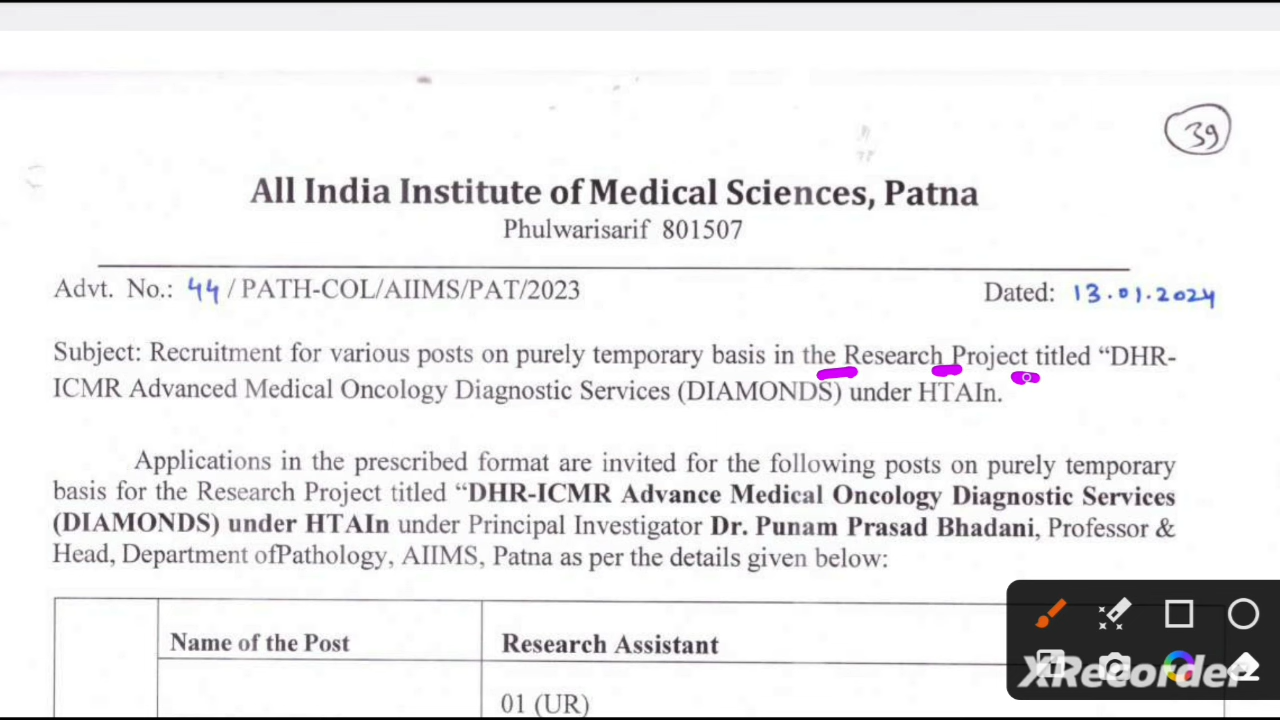 39
All India Institute of Medical Sciences, Patna
Phulwarisarif 801507
Advt. No.: 44 / PATH-COL/AIIMS/PAT/2023 Dated: 13.01.2024
Subject: Recruitment for various posts on purely temporary basis in the Research Project titled “DHR-
ICMR Advanced Medical Oncology Diagnostic Services (DIAMONDS) under HTAIn.
Applications in the prescribed format are invited for the following posts on purely temporary
basis for the Research Project titled “DHR-ICMR Advance Medical Oncology Diagnostic Services
(DIAMONDS) under HTAIn under Principal Investigator Dr. Punam Prasad Bhadani, Professor &
Head, Department ofPathology, AIIMS, Patna as per the details given below:
Name of the Post Research Assistant
01 (UR)
XRecorder